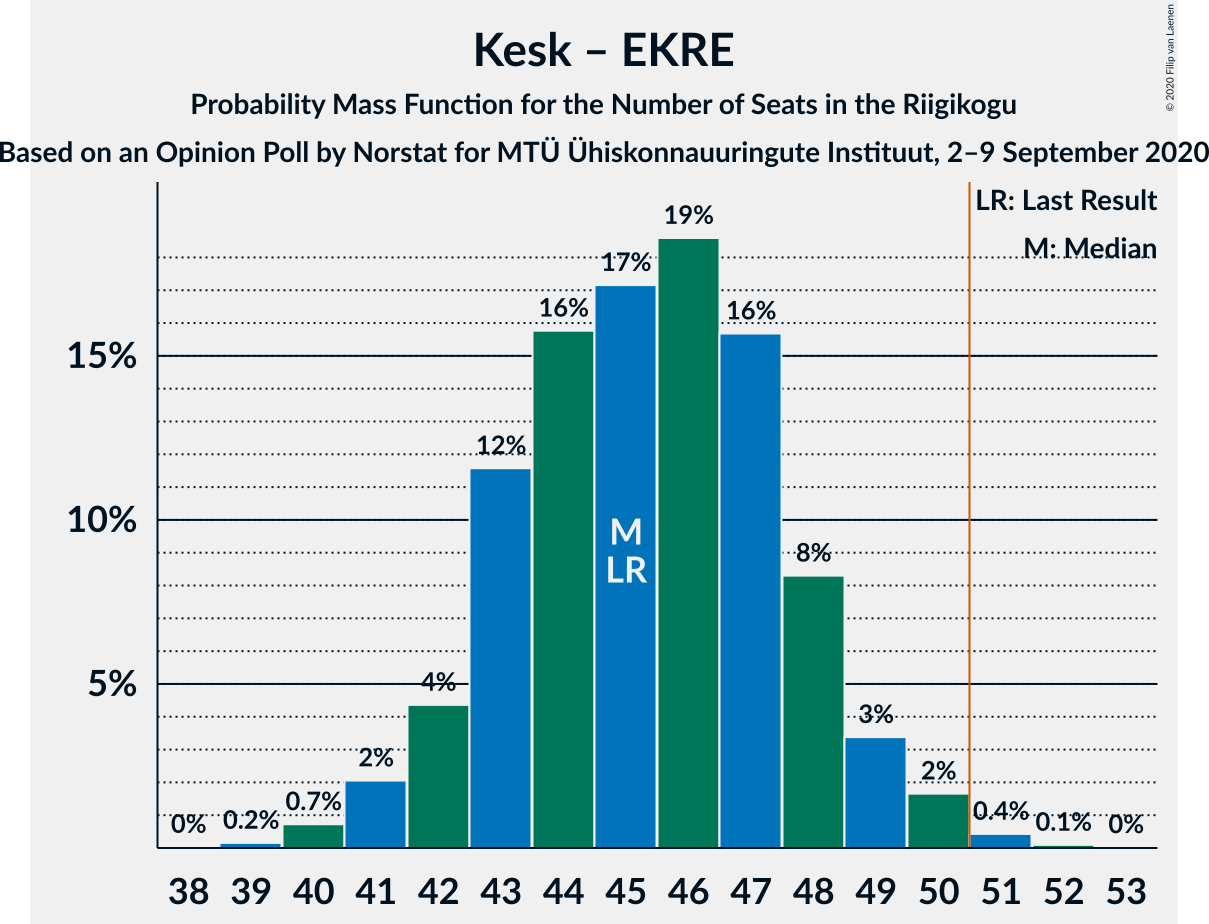 Kesk – EKRE
Probability Mass Function for the Number of Seats in the Riigikogu
Based on an Opinion Poll by Norstat for MTÜ Ühiskonnauuringute Instituut, 2–9 September 2020
© 2020 Filip van Laenen
LR: Last Result
M: Median
15%
10%
5%
0%
0.2%
0.7%
2%
4%
12%
16%
17%
19%
16%
8%
3%
2%
0.4%
0.1%
0%
M
LR
38 39 40 41 42 43 44 45 46 47 48 49 50 51 52 53